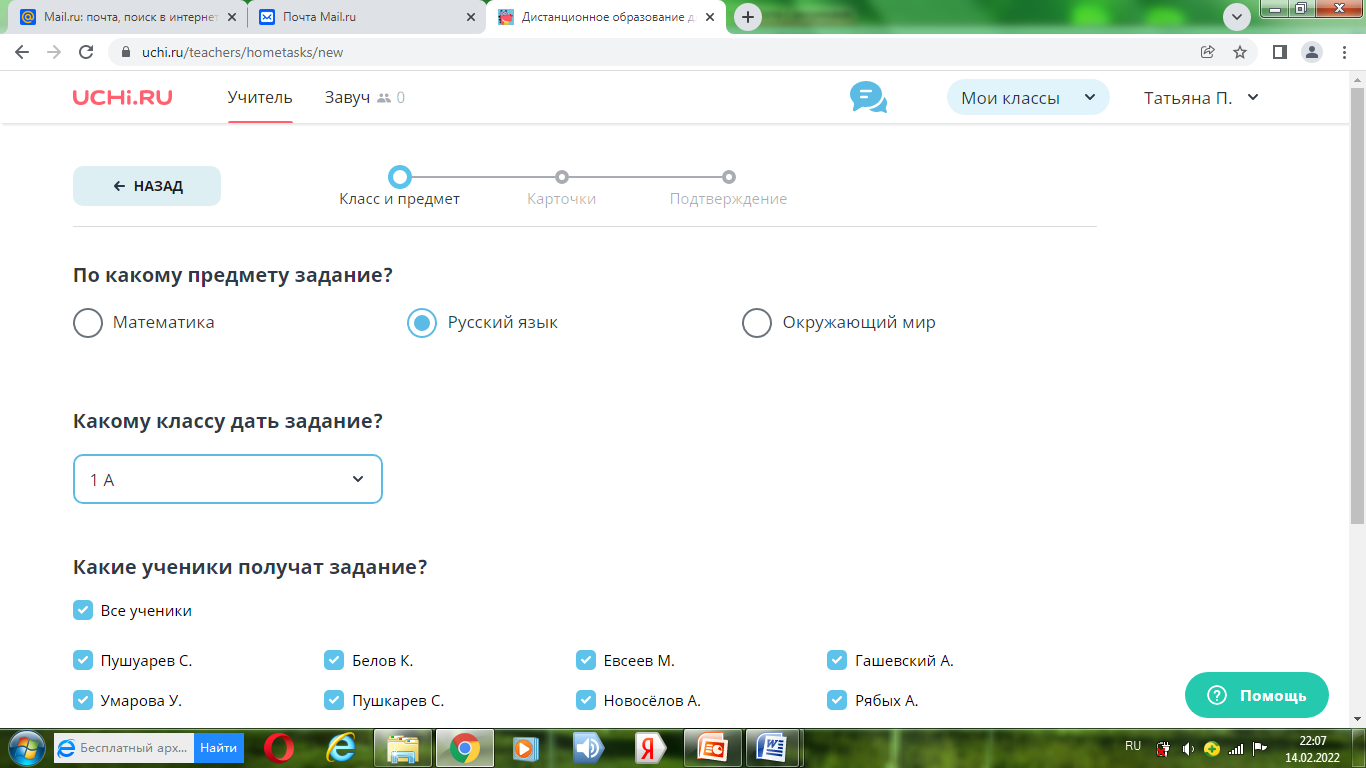 Mail.ru: почта, поиск в интернет
Почта Mail.ru
Дистанционное образование д
uchi.ru/teachers/hometasks/new
UCHi.RU
Учитель
Завуч 0
Мои классы
Татьяна П.
НАЗАД
Класс и предмет
Карточки
Подтверждение
По какому предмету задание?
Математика
Русский язык
Окружающий мир
Какому классу дать задание?
1 А
Какие ученики получат задание?
Все ученики
Пушуарев С.
Белов К.
Евсеев М.
Гашевский А.
Умарова У.
Пушкарев С.
Новосёлов А.
Рябых А.
Помощь
Бесплатный арх...
Найти
RU
22:07
14.02.2022